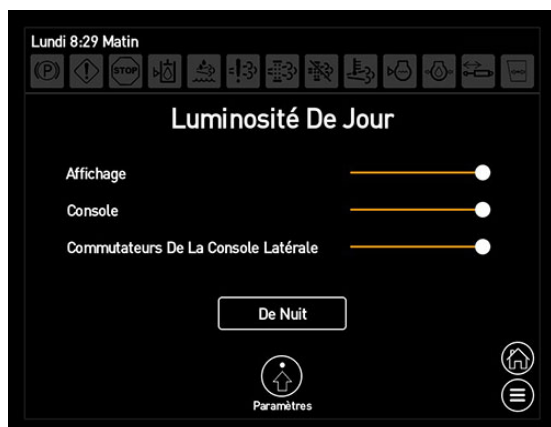 Lundi 8:29 Matin
P
STOP
Luminosité De Jour
Affichage
Console
Commutateurs De La Console Latérale
De Nuit
Paramètres